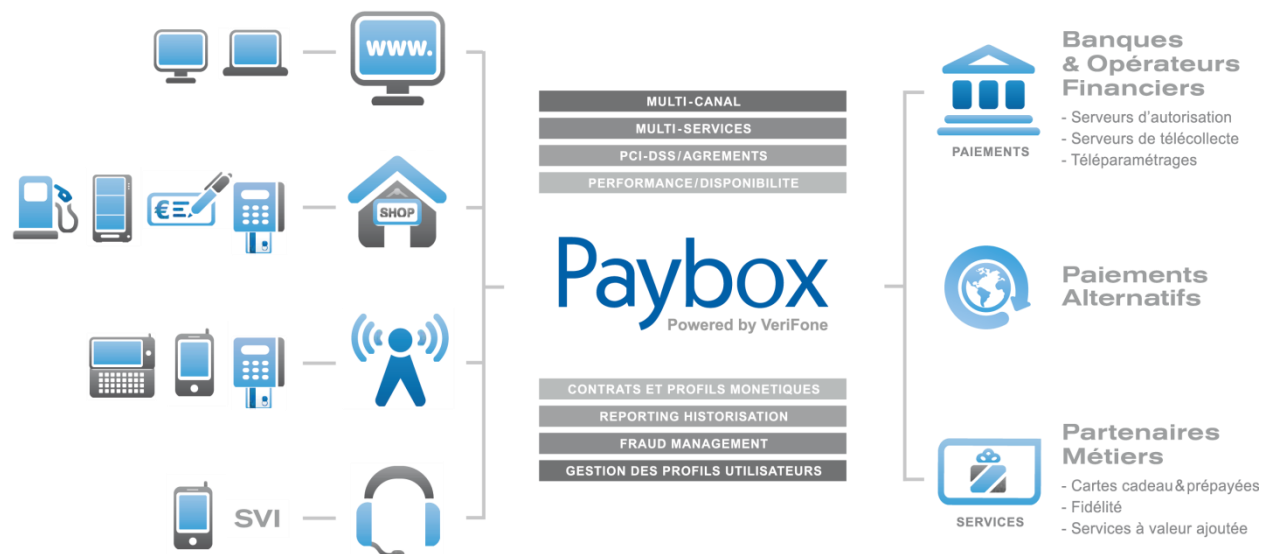 www.
SHOP
SVI
MULTI-CANAL
MULTI-SERVICES
PCI-DSS/AGREMENTS
PERFORMANCE/DISPONIBILITE
Paybox
Powered by VeriFone
CONTRATS ET PROFILS MONETIQUES
REPORTING HISTORISATION
FRAUD MANAGEMENT
GESTION DES PROFILS UTILISATEURS
PAIEMENTS
Banques
& Opérateurs
Financiers
- Serveurs d'autorisation
- Serveurs de télécollecte
- Téléparamétrages
Paiements
Alternatifs
SERVICES
Partenaires
Métiers
- Cartes cadeau & prépayées
- Fidélité
- Services à valeur ajoutée